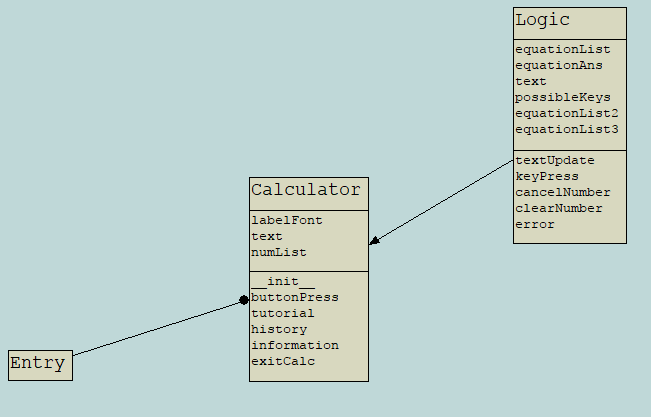 Logic
equationList
equationAns
text
possibleKeys
equationList2
equationList3
textUpdate
keyPress
cancelNumber
clearNumber
error
Calculator
labelFont
text
numList
__init__
buttonPress
tutorial
history
information
exitCalc
Entry